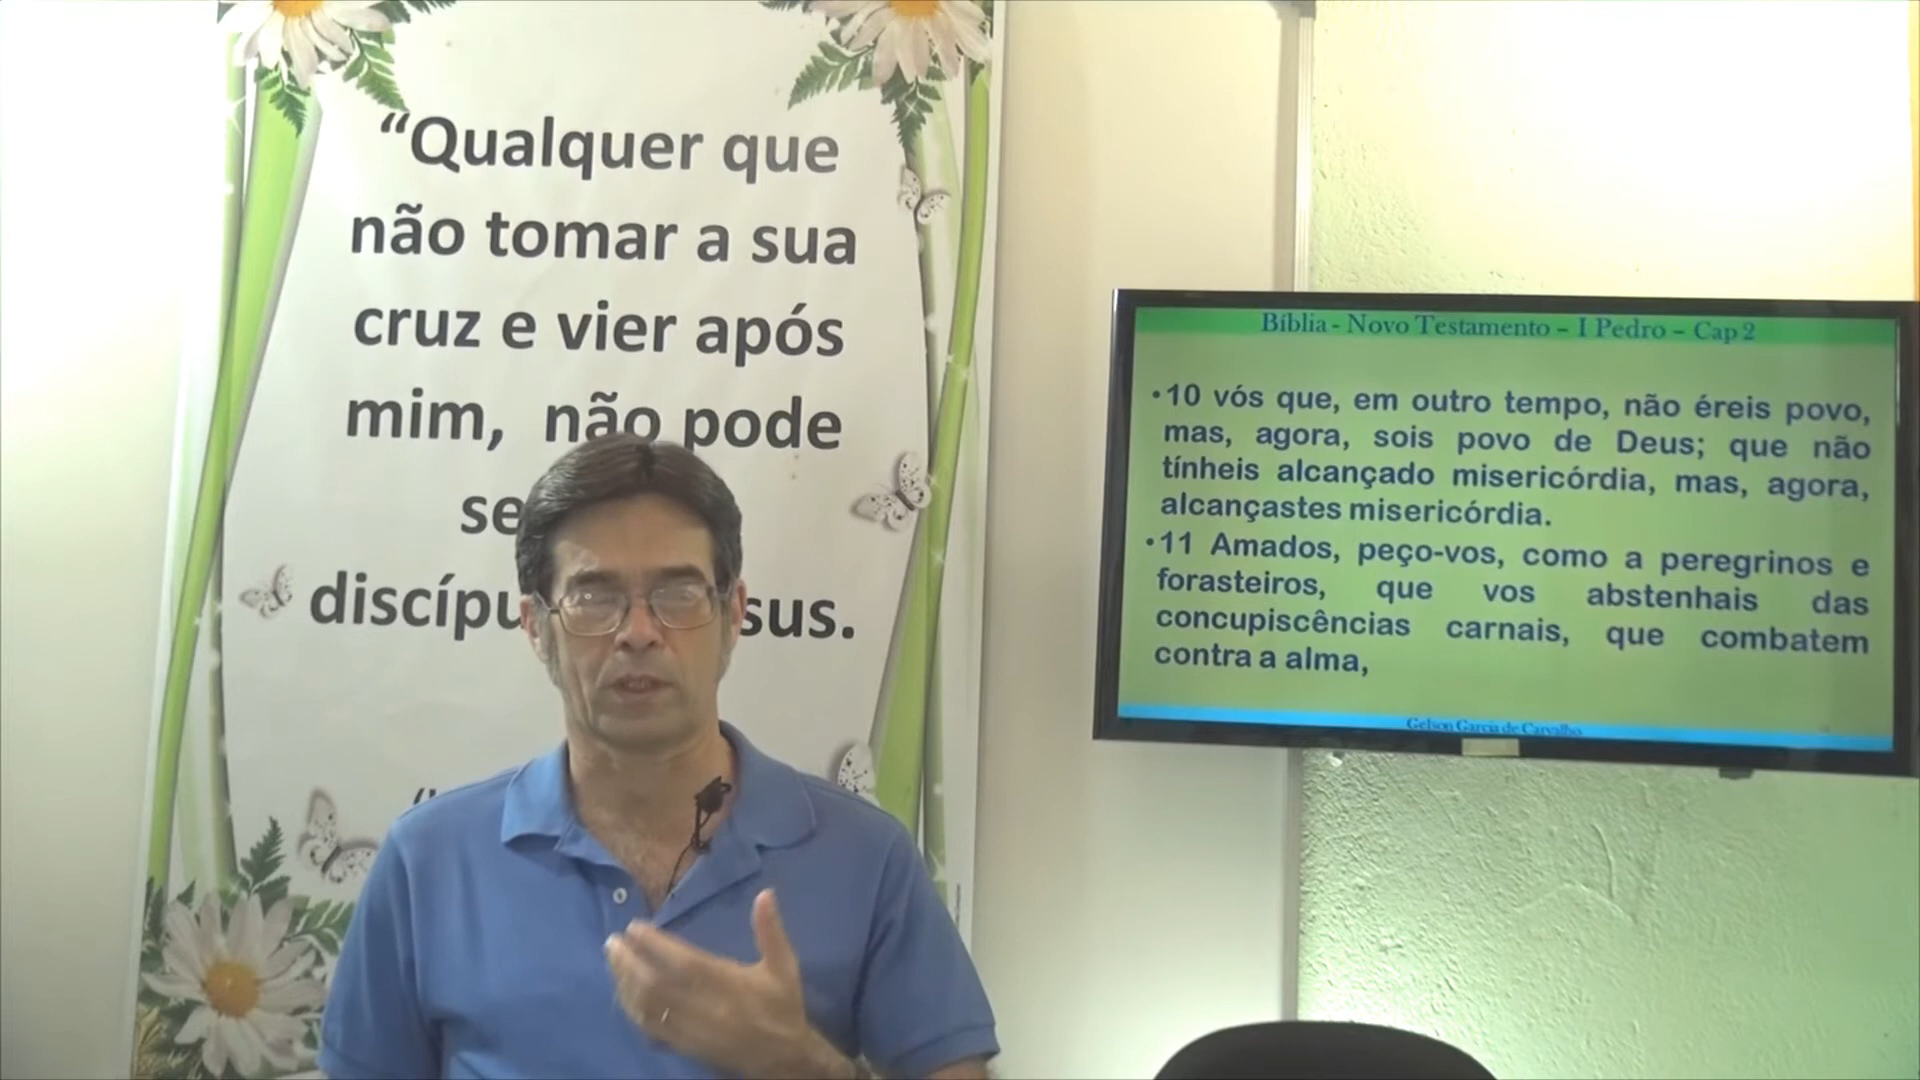 “Qualquer que
não tomar a sua
cruz e vier após
mim, não pode
se
discípu sus.
Bíblia - Novo Testamento – I Pedro – Cap 2
•10 vós que, em outro tempo, não éreis povo,
mas, agora, sois povo de Deus; que não
tínheis alcançado misericórdia, mas, agora,
alcançastes misericórdia.
•11 Amados, peço-vos, como a peregrinos e
forasteiros, que vos abstenhais das
concupiscências carnais, que combatem
contra a alma,
Gelson Garcia de Carvalho